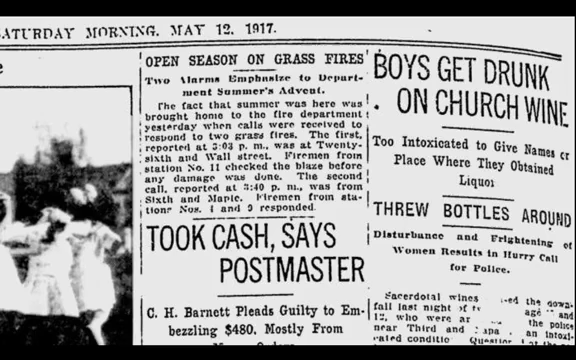 SATURDAY MORNING, MAY 12, 1917.
OPEN SEASON ON GRASS FIRES
Two Alarms Emphasize to Depart-
ment Summer's Advent.
The fact that summer was here was
brought home to the fire department
yesterday when calls were received to
respond to two grass fires. The first,
reported at 3:03 p. m., was at Twenty-
sixth and Wall street. Firemen from
station No. 11 checked the blaze before
any damage was done. The second
call, reported at 3:40 p. m., was from
Sixth and Maple. Firemen from sta-
tions Nos. 4 and 9 responded.
TOOK CASH, SAYS
POSTMASTER
C. H. Barnett Pleads Guilty to Em-
bezzling $480, Mostly From
BOYS GET DRUNK
ON CHURCH WINE
Too Intoxicated to Give Names or
Place Where They Obtained
Liquor
THREW BOTTLES AROUND
Disturbance and Frightening of
Women Results in Hurry Call
for Police.
Sacerdotal wines the down-
fall last night of
12, who were the police
near Third and an intoxi-